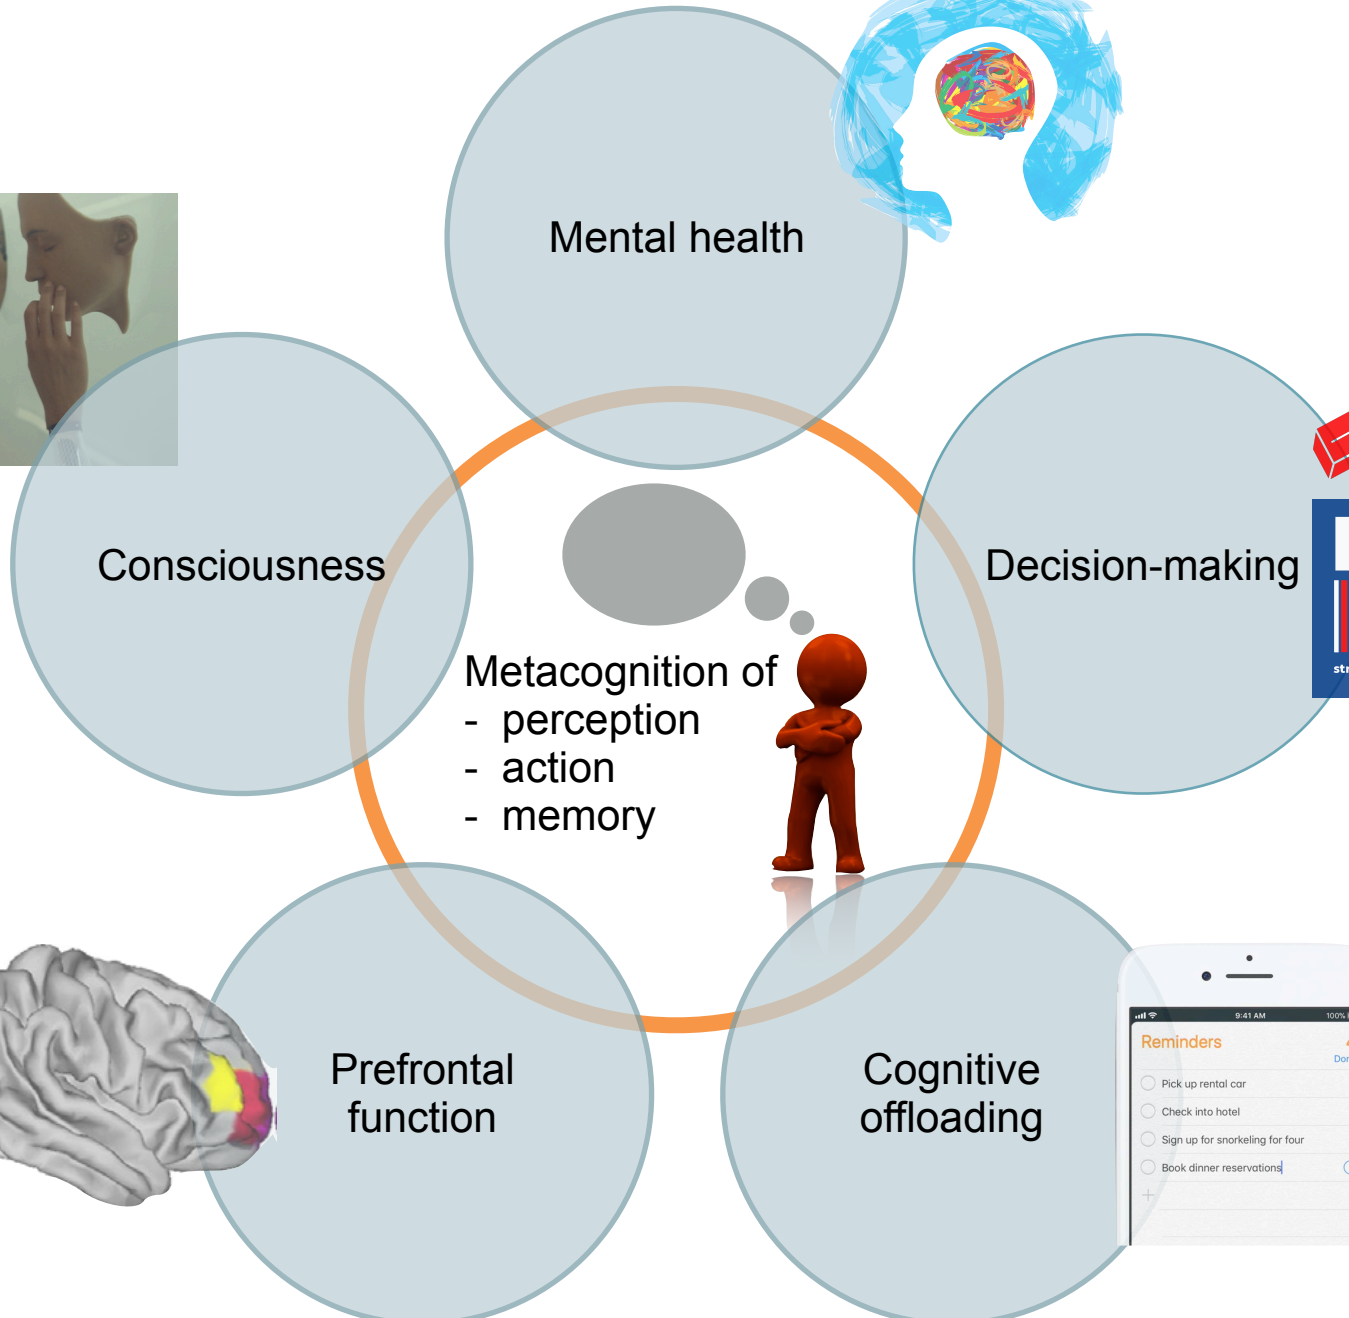 Mental health
Consciousness
Decision-making
Metacognition of
- perception
- action
- memory
Prefrontal
function
Cognitive
offloading
9:41 AM
100%
Reminders
Pick up rental car
Check into hotel
Sign up for snorkeling for four
Book dinner reservations